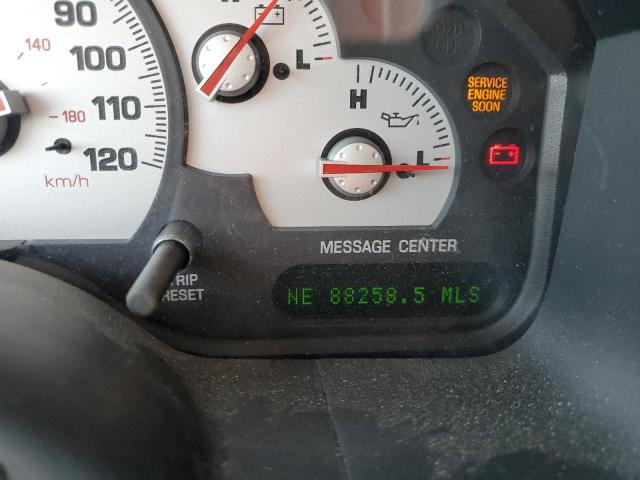 90
100
110
120
140
180
km/h
H
L
H
L
SERVICE
ENGINE
SOON
MESSAGE CENTER
TRIP
RESET
NE 88258.5 MLS